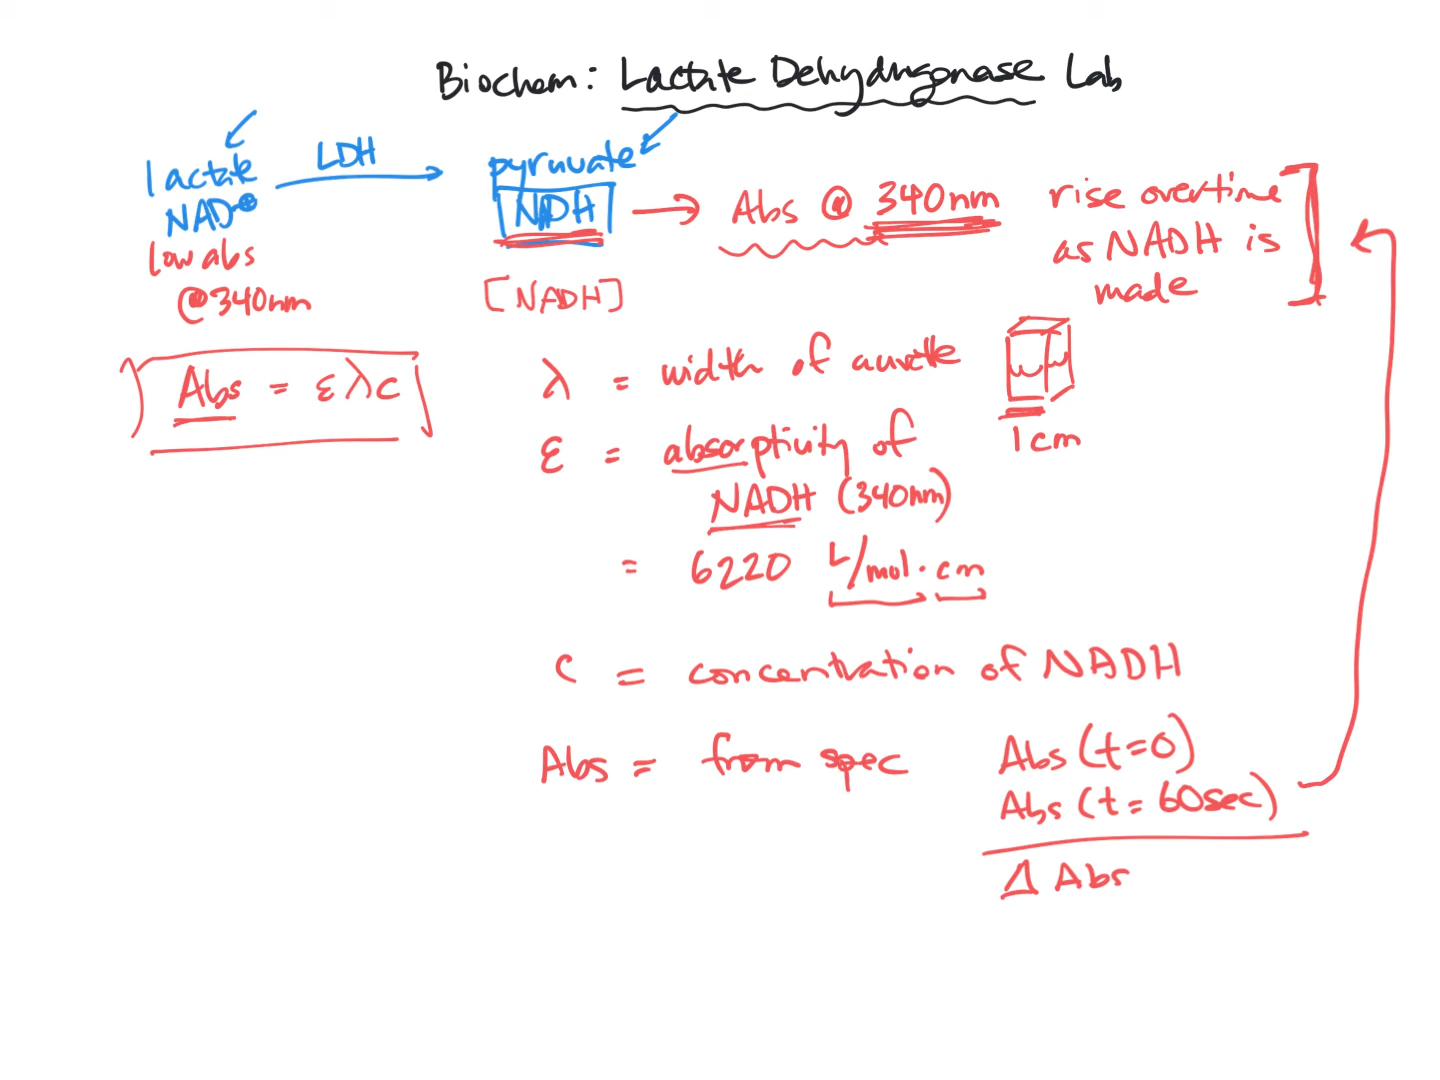 Biochem: Lactate Dehydrogenase Lab
lactate
NAD⊕
LDH
pyruvate
NADH
Abs @ 340nm
rise overtime
as NADH is
made
low abs
@340nm
[NADH]
Abs = ελc
λ = width of cuvette
1cm
ε = absorptivity of
NADH (340nm)
= 6220 L/mol·cm
c = concentration of NADH
Abs = from spec
Abs (t=0)
Abs (t=60sec)
Δ Abs